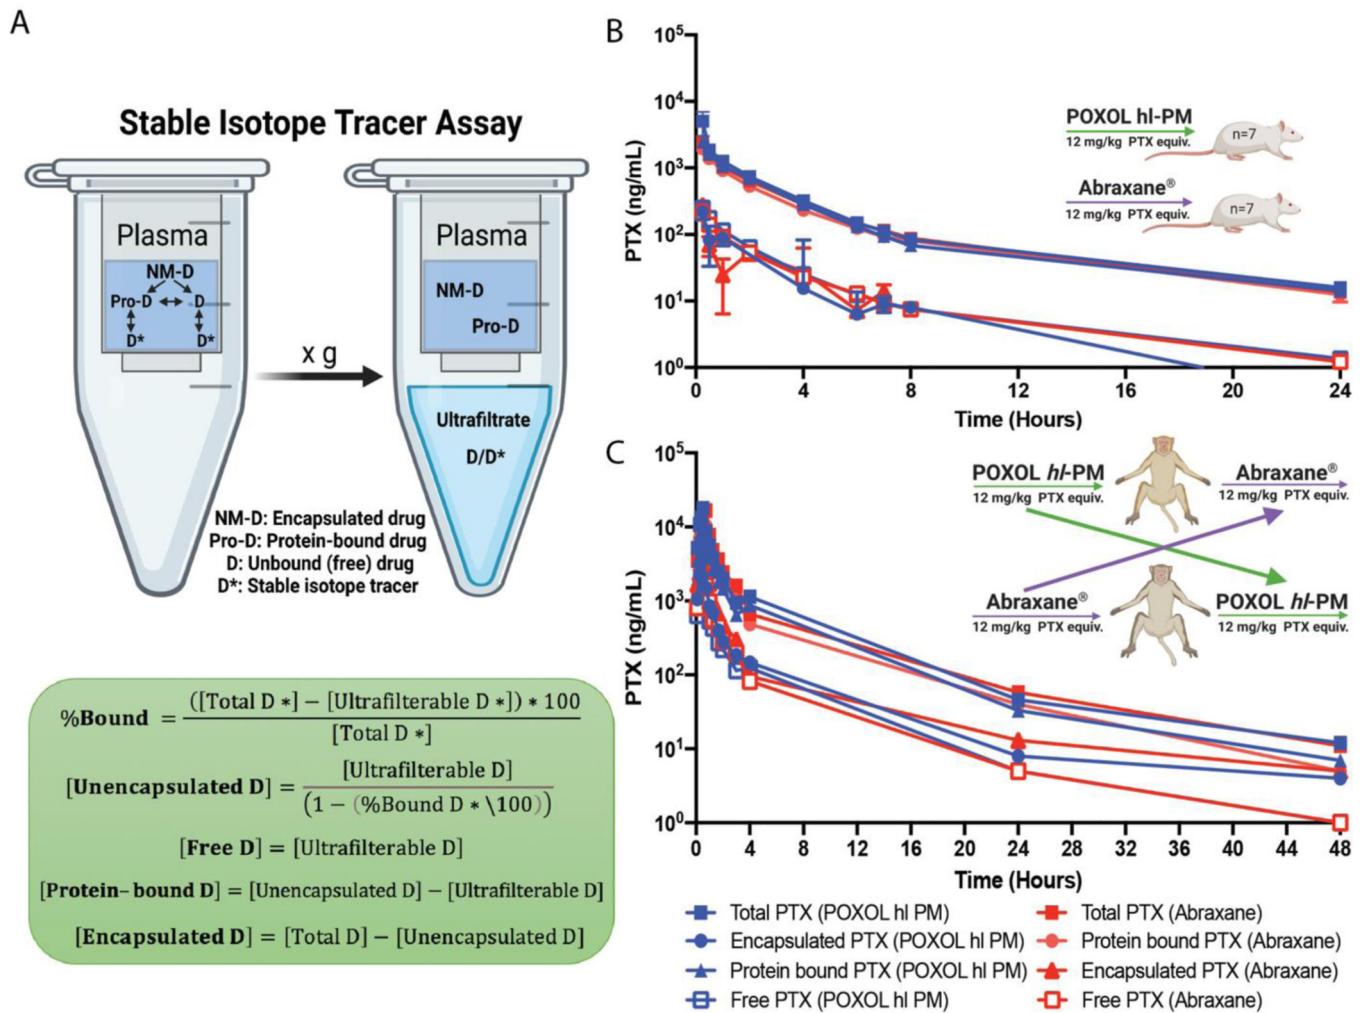 A
Stable Isotope Tracer Assay
Plasma
NM-D
Pro-D D
D* D*
x g
Plasma
NM-D
Pro-D
Ultrafiltrate
D/D*
NM-D: Encapsulated drug
Pro-D: Protein-bound drug
D: Unbound (free) drug
D*: Stable isotope tracer
%Bound = (([Total D *] − [Ultrafilterable D *]) * 100
[Total D *]
[Unencapsulated D] = [Ultrafilterable D]
(1 − (%Bound D * \100))
[Free D] = [Ultrafilterable D]
[Protein– bound D] = [Unencapsulated D] − [Ultrafilterable D]
[Encapsulated D] = [Total D] − [Unencapsulated D]
B
PTX (ng/mL)
10⁵
10⁴
10³
10²
10¹
10⁰
0 4 8 12 16 20 24
Time (Hours)
POXOL hl-PM
12 mg/kg PTX equiv.
n=7
Abraxane®
12 mg/kg PTX equiv.
n=7
C
PTX (ng/mL)
10⁵
10⁴
10³
10²
10¹
10⁰
0 4 8 12 16 20 24 28 32 36 40 44 48
Time (Hours)
POXOL hl-PM
12 mg/kg PTX equiv.
Abraxane®
12 mg/kg PTX equiv.
Abraxane®
12 mg/kg PTX equiv.
POXOL hl-PM
12 mg/kg PTX equiv.
Total PTX (POXOL hl PM)
Encapsulated PTX (POXOL hl PM)
Protein bound PTX (POXOL hl PM)
Free PTX (POXOL hl PM)
Total PTX (Abraxane)
Protein bound PTX (Abraxane)
Encapsulated PTX (Abraxane)
Free PTX (Abraxane)